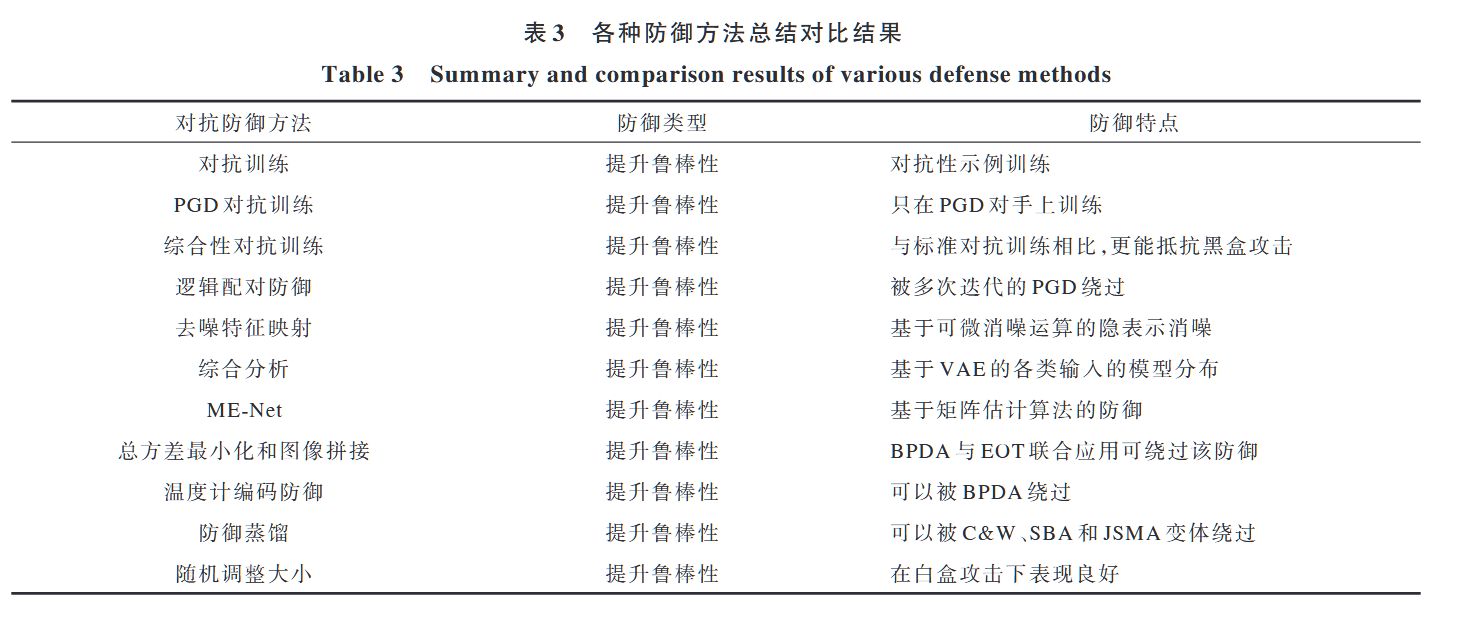 表3 各种防御方法总结对比结果
Table 3 Summary and comparison results of various defense methods
对抗防御方法 防御类型 防御特点
对抗训练 提升鲁棒性 对抗性示例训练
PGD对抗训练 提升鲁棒性 只在PGD对手上训练
综合性对抗训练 提升鲁棒性 与标准对抗训练相比,更能抵抗黑盒攻击
逻辑配对防御 提升鲁棒性 被多次迭代的PGD绕过
去噪特征映射 提升鲁棒性 基于可微消噪运算的隐表示消噪
综合分析 提升鲁棒性 基于VAE的各类输入的模型分布
ME-Net 提升鲁棒性 基于矩阵估计算法的防御
总方差最小化和图像拼接 提升鲁棒性 BPDA与EOT联合应用可绕过该防御
温度计编码防御 提升鲁棒性 可以被BPDA绕过
防御蒸馏 提升鲁棒性 可以被C&W、SBA和JSMA变体绕过
随机调整大小 提升鲁棒性 在白盒攻击下表现良好